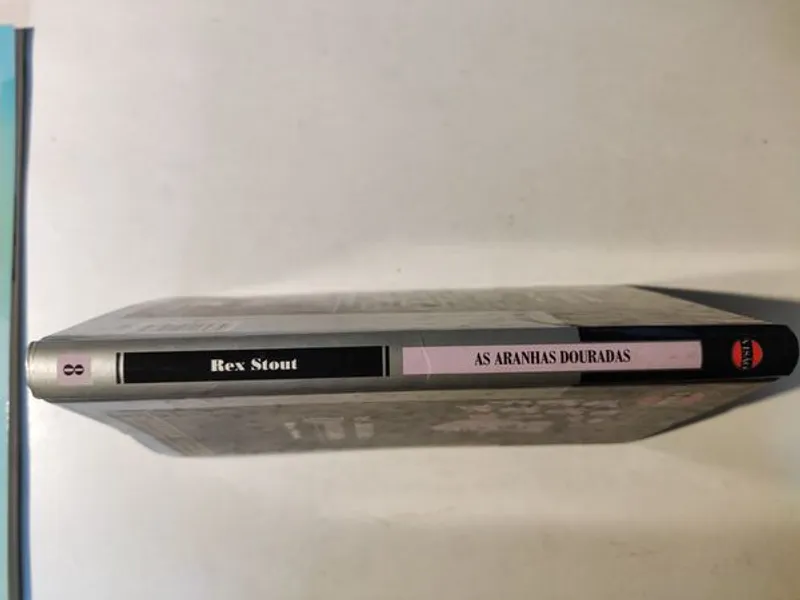 8
Rex Stout
AS ARANHAS DOURADAS
VISÃO